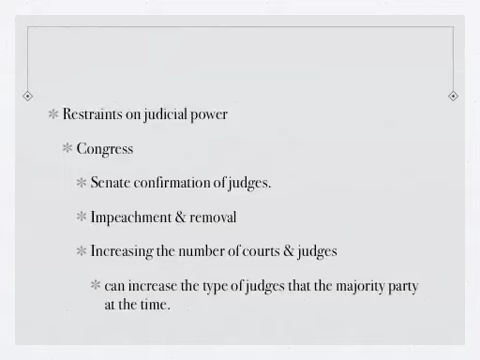 Restraints on judicial power
Congress
Senate confirmation of judges.
Impeachment & removal
Increasing the number of courts & judges
can increase the type of judges that the majority party
at the time.